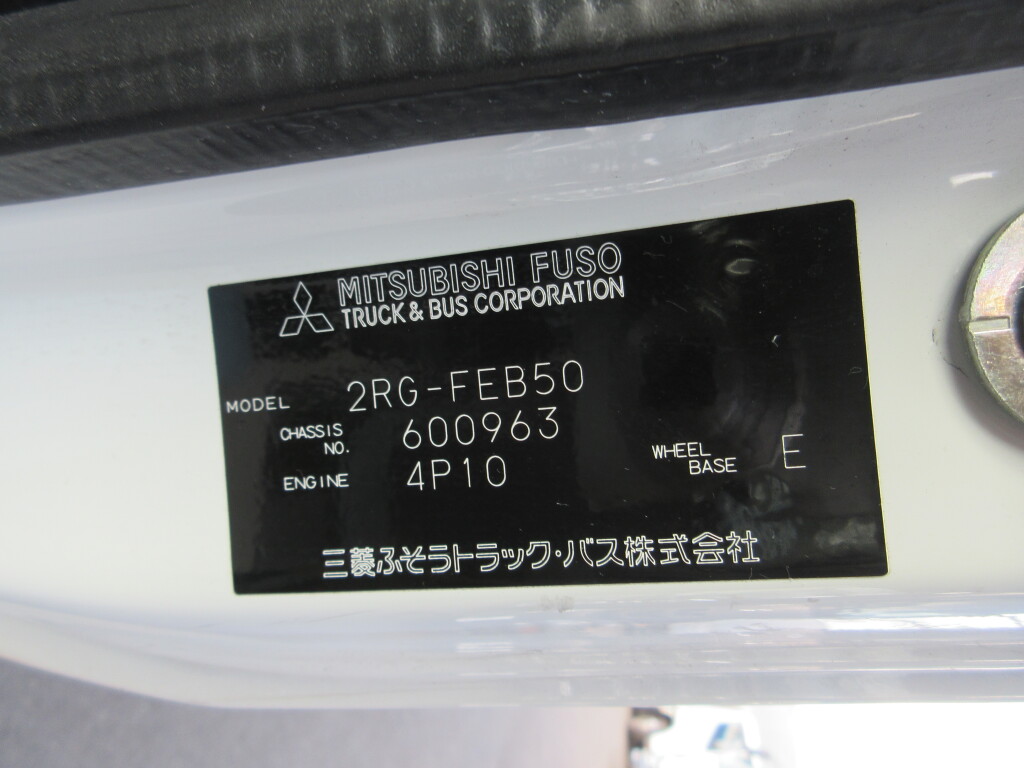 MITSUBISHI FUSO
TRUCK & BUS CORPORATION
MODEL 2RG-FEB50
CHASSIS NO. 600963
ENGINE 4P10
WHEEL BASE E
三菱ふそうトラック・バス株式会社